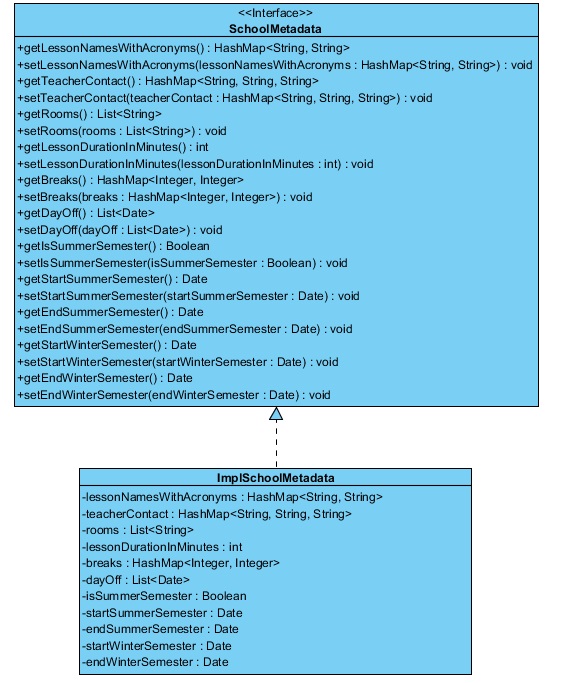 <<Interface>>
SchoolMetadata
+getLessonNamesWithAcronyms() : HashMap<String, String>
+setLessonNamesWithAcronyms(lessonNamesWithAcronyms : HashMap<String, String>) : void
+getTeacherContact() : HashMap<String, String, String>
+setTeacherContact(teacherContact : HashMap<String, String, String>) : void
+getRooms() : List<String>
+setRooms(rooms : List<String>) : void
+getLessonDurationInMinutes() : int
+setLessonDurationInMinutes(lessonDurationInMinutes : int) : void
+getBreaks() : HashMap<Integer, Integer>
+setBreaks(breaks : HashMap<Integer, Integer>) : void
+getDayOff() : List<Date>
+setDayOff(dayOff : List<Date>) : void
+getIsSummerSemester() : Boolean
+setIsSummerSemester(isSummerSemester : Boolean) : void
+getStartSummerSemester() : Date
+setStartSummerSemester(startSummerSemester : Date) : void
+getEndSummerSemester() : Date
+setEndSummerSemester(endSummerSemester : Date) : void
+getStartWinterSemester() : Date
+setStartWinterSemester(startWinterSemester : Date) : void
+getEndWinterSemester() : Date
+setEndWinterSemester(endWinterSemester : Date) : void
ImplSchoolMetadata
-lessonNamesWithAcronyms : HashMap<String, String>
-teacherContact : HashMap<String, String, String>
-rooms : List<String>
-lessonDurationInMinutes : int
-breaks : HashMap<Integer, Integer>
-dayOff : List<Date>
-isSummerSemester : Boolean
-startSummerSemester : Date
-endSummerSemester : Date
-startWinterSemester : Date
-endWinterSemester : Date